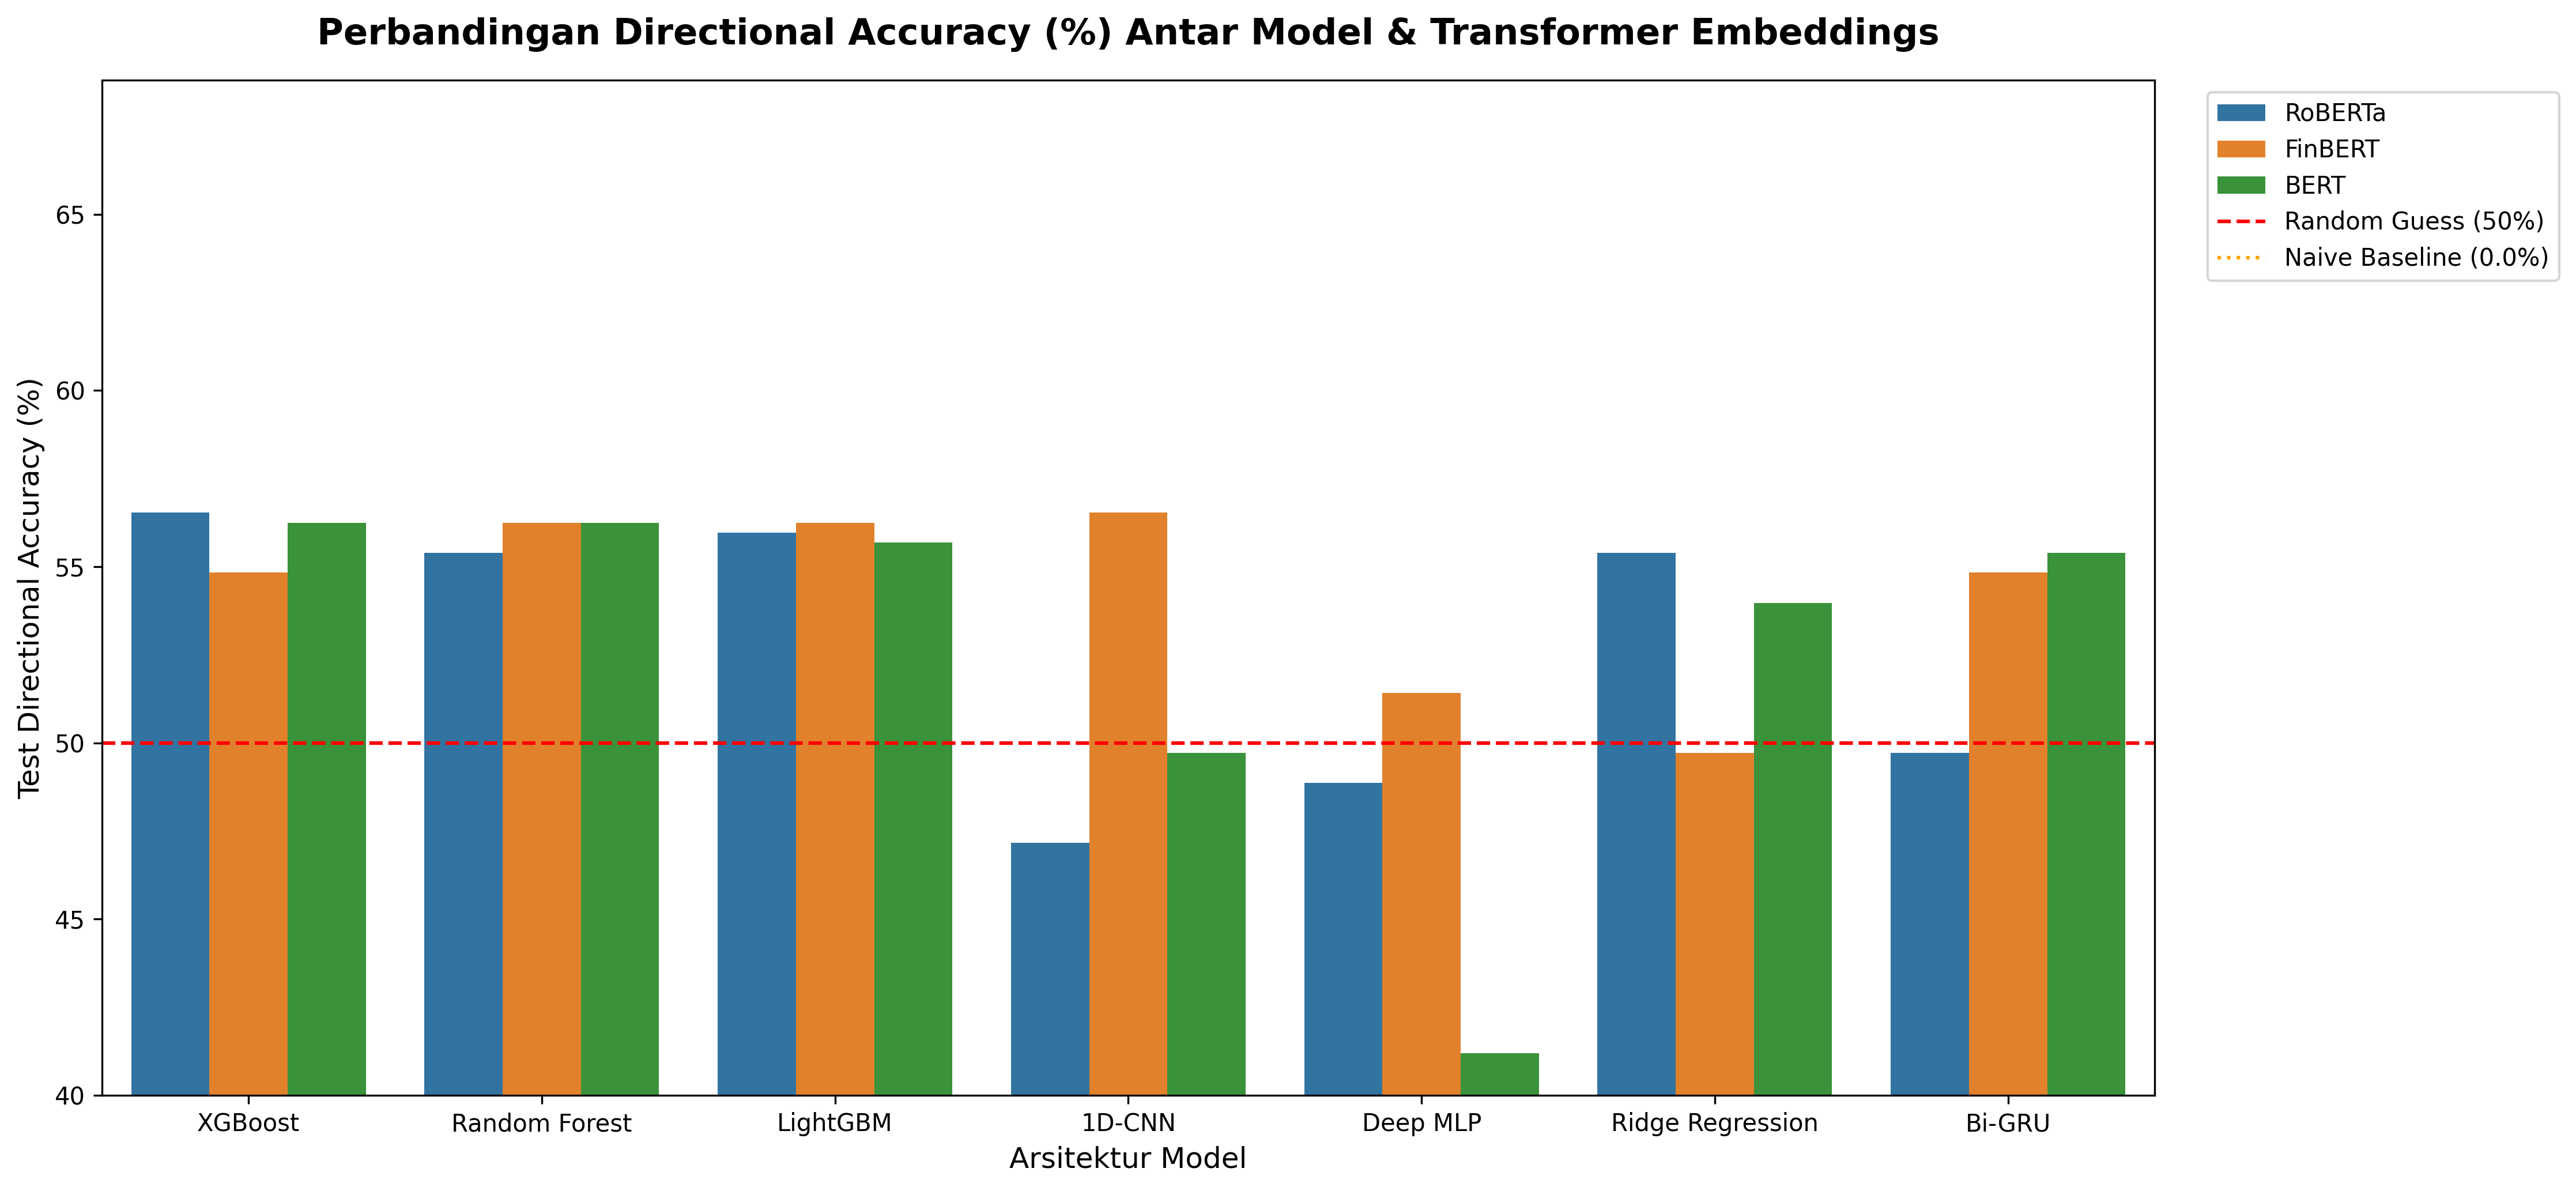 Perbandingan Directional Accuracy (%) Antar Model & Transformer Embeddings
Test Directional Accuracy (%)
65
60
55
50
45
40
XGBoost
Random Forest
LightGBM
1D-CNN
Deep MLP
Ridge Regression
Bi-GRU
Arsitektur Model
RoBERTa
FinBERT
BERT
Random Guess (50%)
Naive Baseline (0.0%)